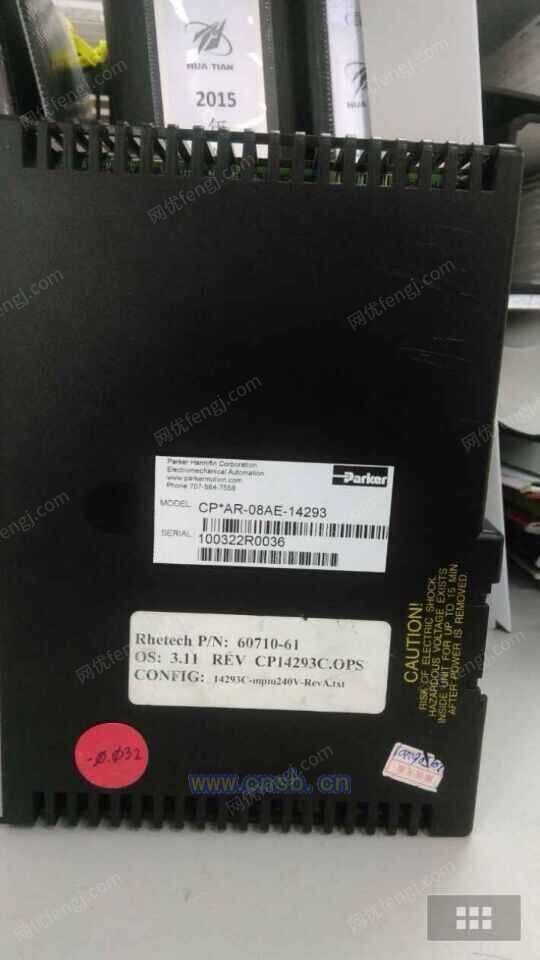 HUA TIAN
2015
年
HUA TIAN
Parker Hannifin Corporation
Electromechanical Automation
www.parkermotion.com
Phone 707-584-7558
Parker
MODEL: CP*AR-08AE-14293
SERIAL: 100322R0036
Rhetech P/N: 60710-61
OS: 3.11 REV CP14293C.OPS
CONFIG: 14293C-mptu240V-RevA.txt
CAUTION!
RISK OF ELECTRIC SHOCK.
HAZARDOUS VOLTAGE EXISTS
INSIDE UNIT FOR UP TO 15 MIN.
AFTER POWER IS REMOVED.
-0.032
www.cnsb.cn
网优fengj.com